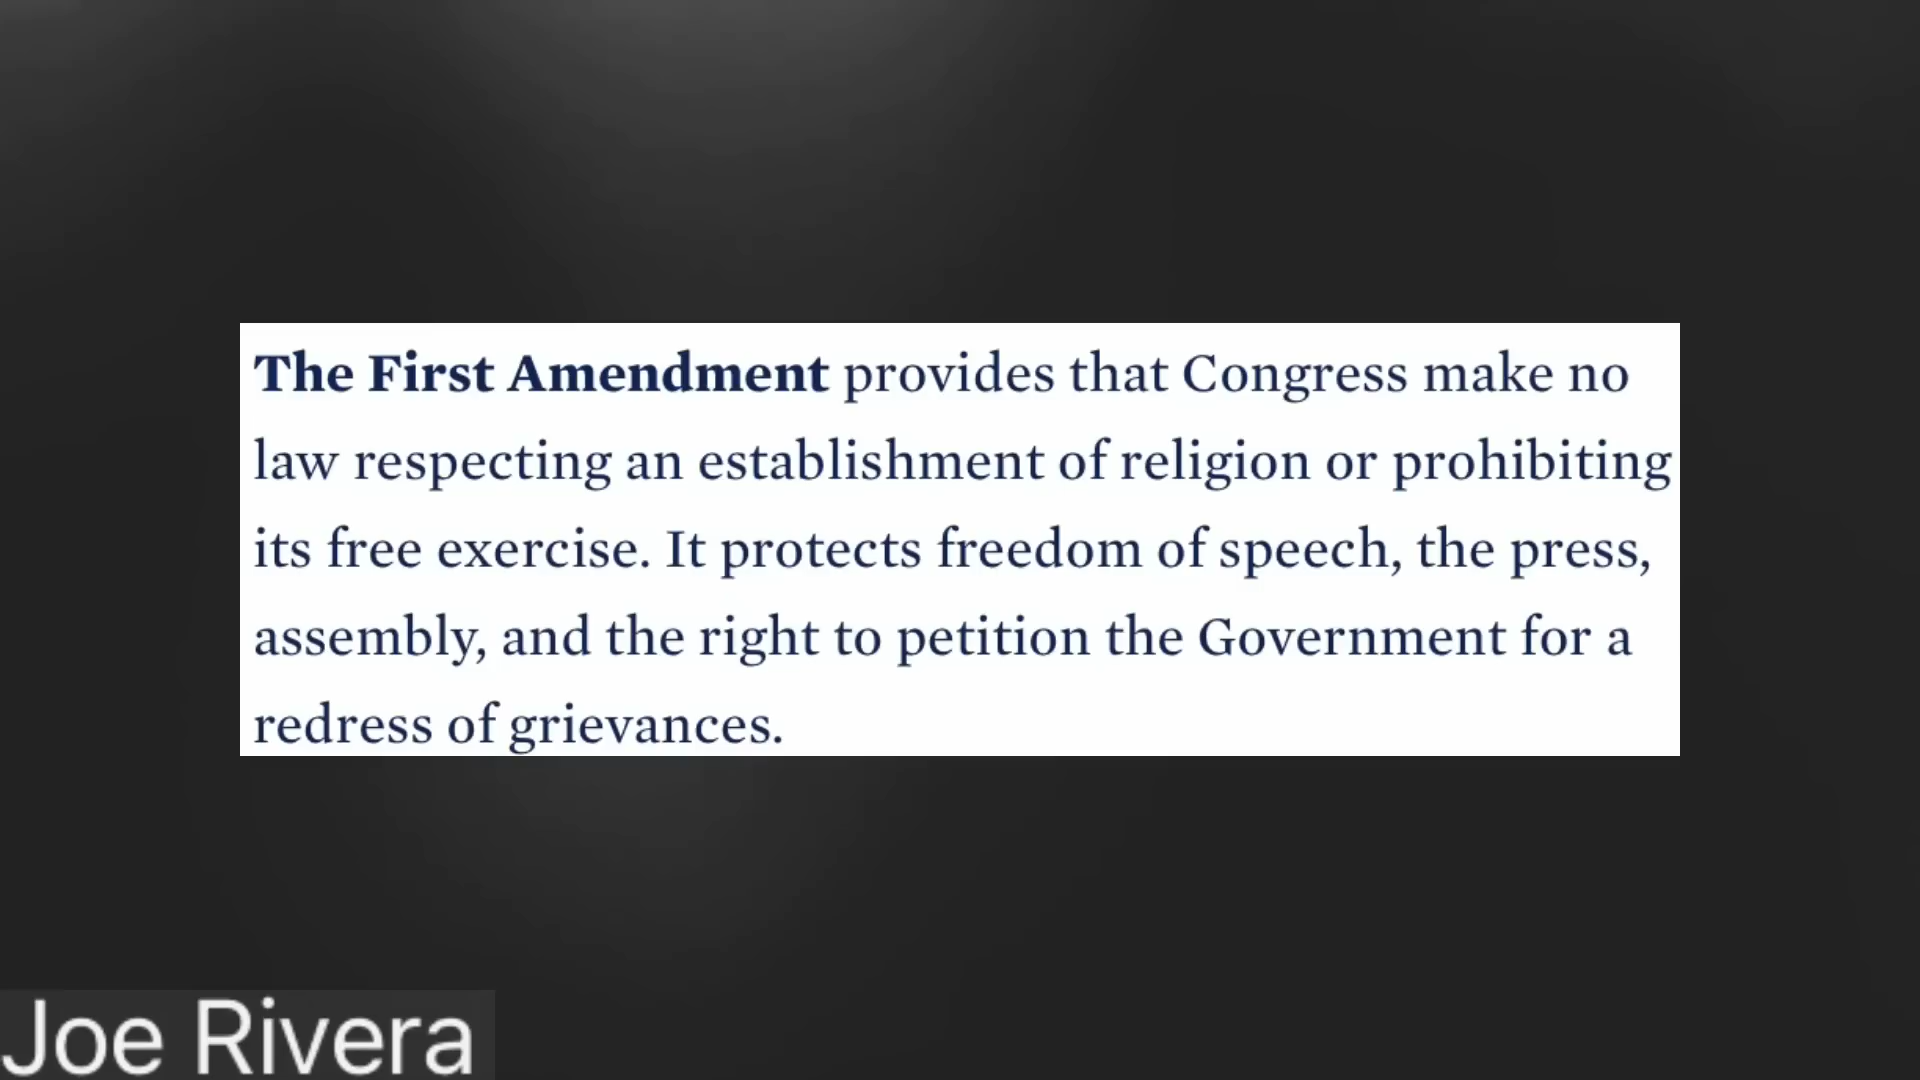 The First Amendment provides that Congress make no
law respecting an establishment of religion or prohibiting
its free exercise. It protects freedom of speech, the press,
assembly, and the right to petition the Government for a
redress of grievances.
Joe Rivera